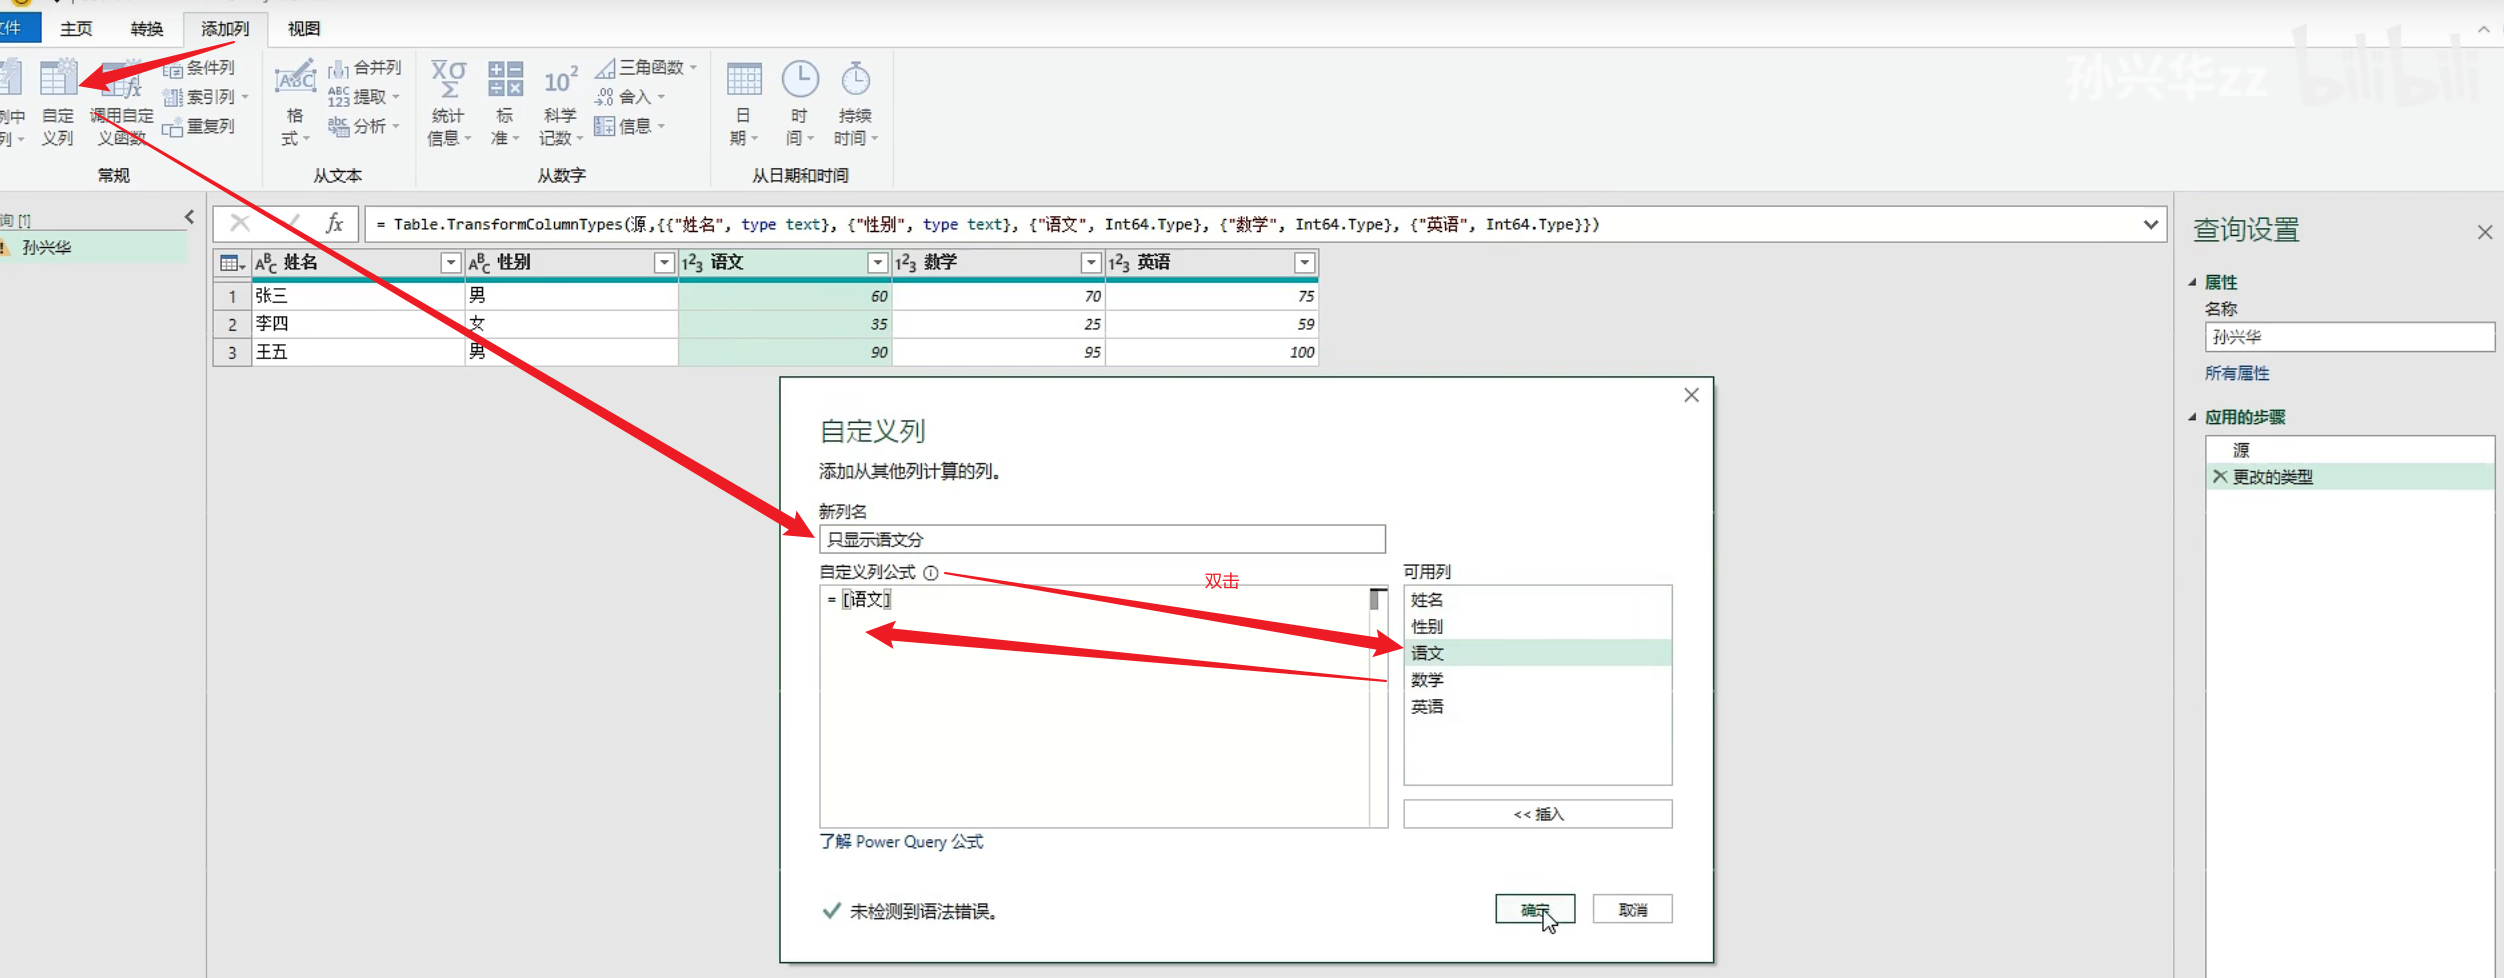 文件 主页 转换 添加列 视图
孙兴华zz bilibili
自定义列
调用自定义函数
条件列
索引列
重复列
常规
格式
合并列
提取
分析
从文本
统计信息
标准
科学记数
三角函数
舍入
信息
从数字
日期
时间
持续时间
从日期和时间
询 [1]
孙兴华
= Table.TransformColumnTypes(源,{{"姓名", type text}, {"性别", type text}, {"语文", Int64.Type}, {"数学", Int64.Type}, {"英语", Int64.Type}})
姓名 性别 语文 数学 英语
1 张三 男 60 70 75
2 李四 女 35 25 59
3 王五 男 90 95 100
自定义列
添加从其他列计算的列。
新列名
只显示语文分
自定义列公式
双击
= [语文]
可用列
姓名
性别
语文
数学
英语
<< 插入
了解 Power Query 公式
未检测到语法错误。
确定 取消
查询设置
属性
名称
孙兴华
所有属性
应用的步骤
源
更改的类型